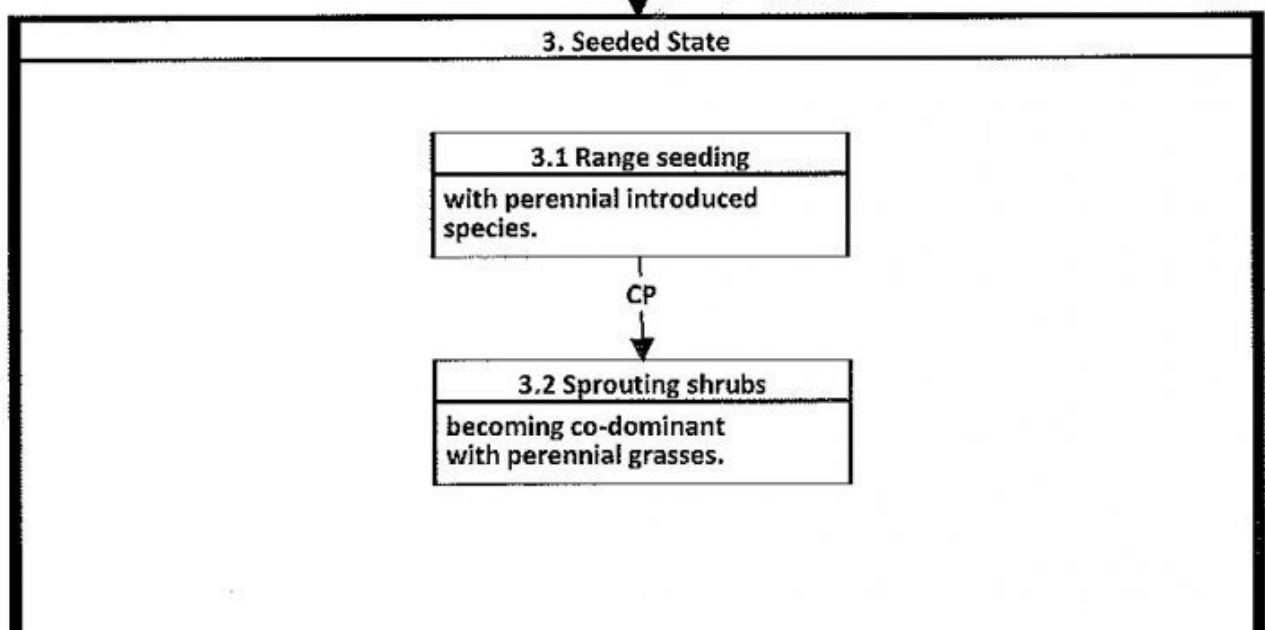 3. Seeded State
3.1 Range seeding
with perennial introduced
species.
CP
3.2 Sprouting shrubs
becoming co-dominant
with perennial grasses.